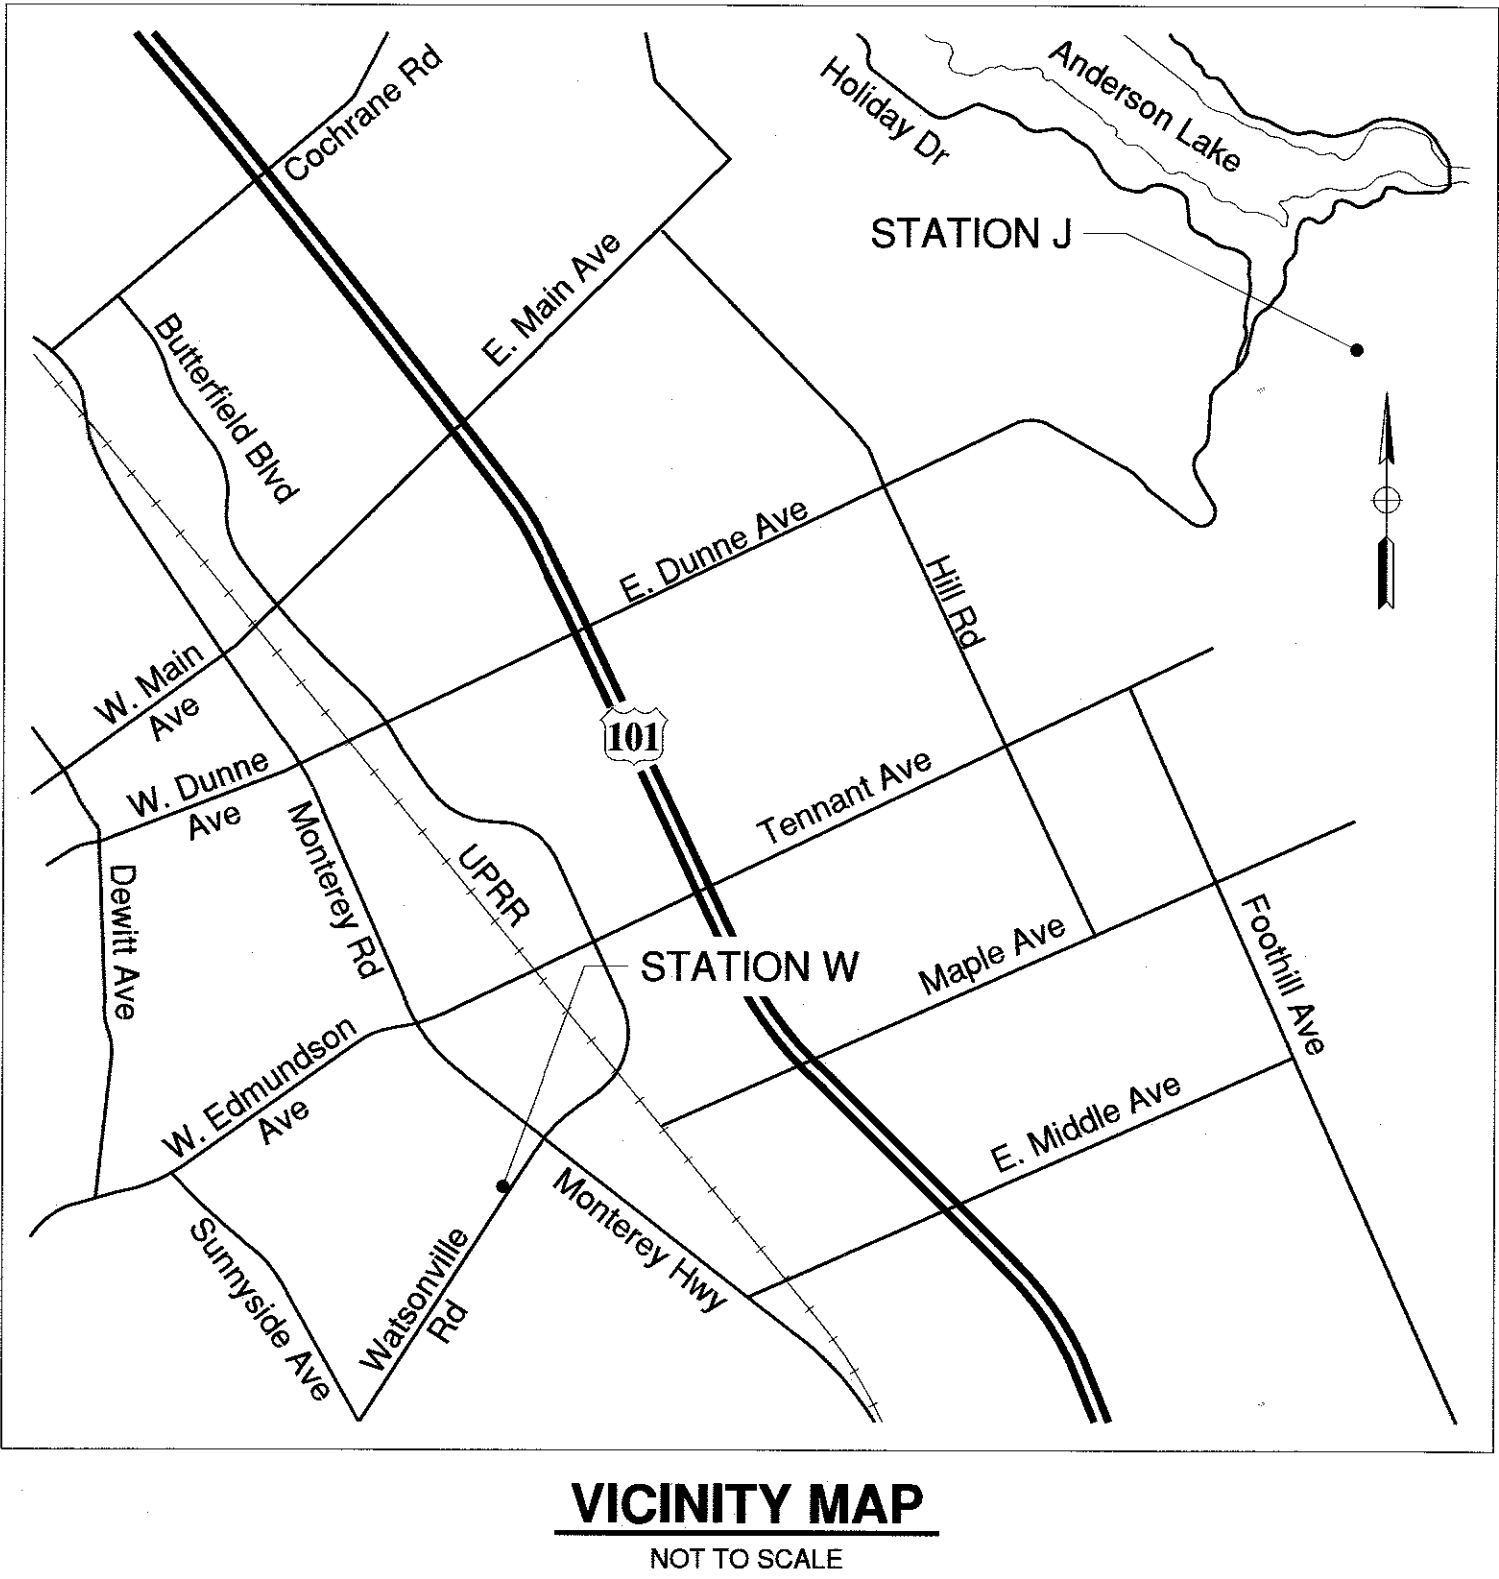 Cochrane Rd
Holiday Dr
Anderson Lake
STATION J
E. Main Ave
Butterfield Blvd
E. Dunne Ave
Hill Rd
W. Main
Ave
101
W. Dunne
Ave
Tennant Ave
Monterey Rd
UPRR
Dewitt Ave
STATION W
Maple Ave
Foothill Ave
W. Edmundson
Ave
E. Middle Ave
Monterey Hwy
Sunnyside Ave
Watsonville
Rd
VICINITY MAP
NOT TO SCALE